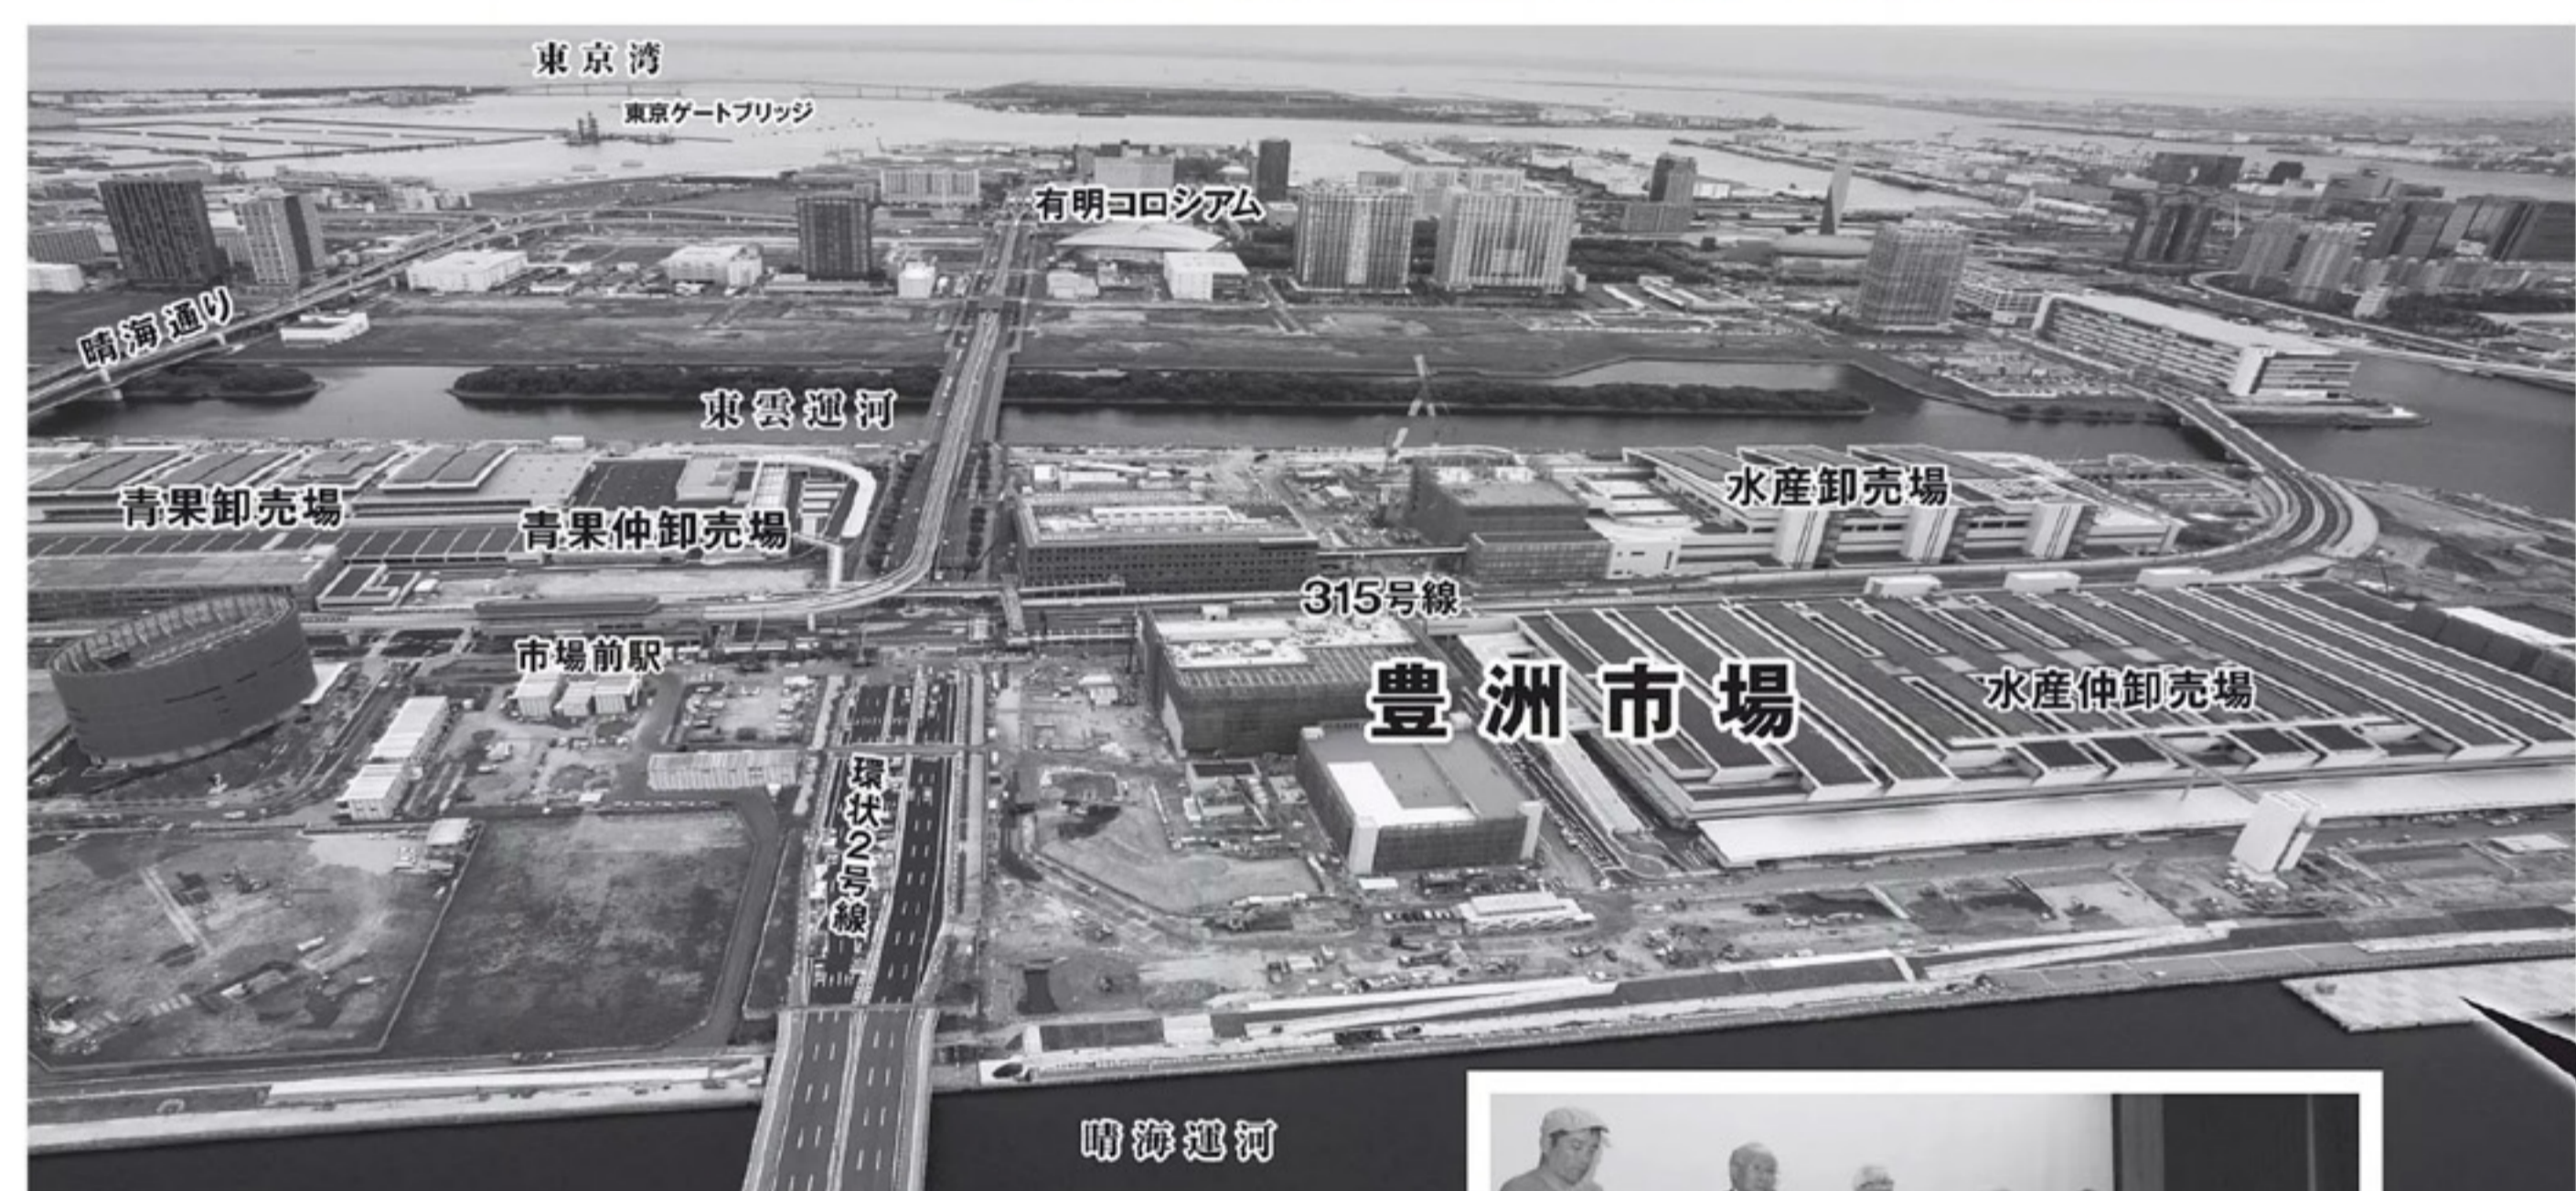 東京湾
東京ゲートブリッジ
有明コロシアム
晴海通り
東雲運河
青果卸売場
青果仲卸売場
水産卸売場
315号線
市場前駅
豊洲市場
水産仲卸売場
環状2号線
晴海運河